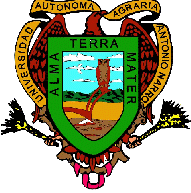 UNIVERSIDAD AUTONOMA AGRARIA ANTONIO NARRO
ALMA TERRA MATER
U